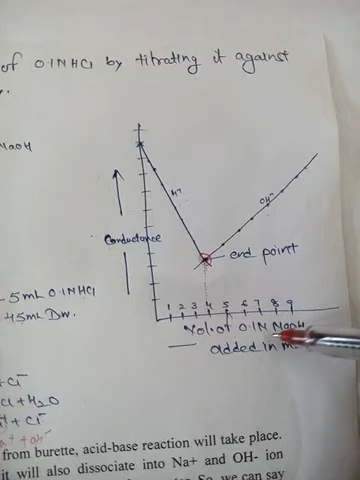 of 0.1N HCl by titrating it against
NaOH
H+
OH-
Conductance
end point
- 5mL 0.1N HCl
45mL DW.
1 2 3 4 5 6 7 8 9
Vol. of 0.1N NaOH
added in
+ Cl-
Cl + H2O
+ Cl-
+ OH-
from burette, acid-base reaction will take place.
it will also dissociate into Na+ and OH- ion
So, we can say